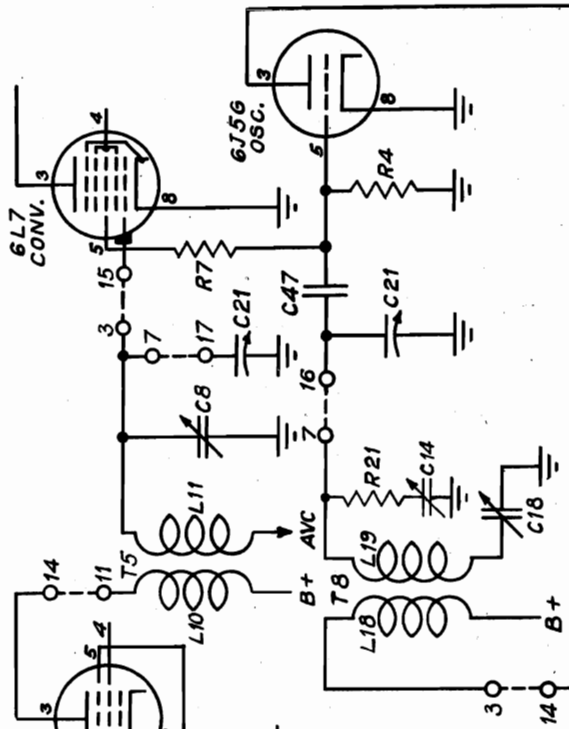 6L7
CONV.
3
4
5
8
15
3
7
17
C21
C8
L11
T5
L10
AVC
B+
14
11
5
4
3
6J5G
OSC.
3
5
8
R4
R7
C47
C21
16
7
R21
C14
L19
C18
T8
L18
B+
3
14